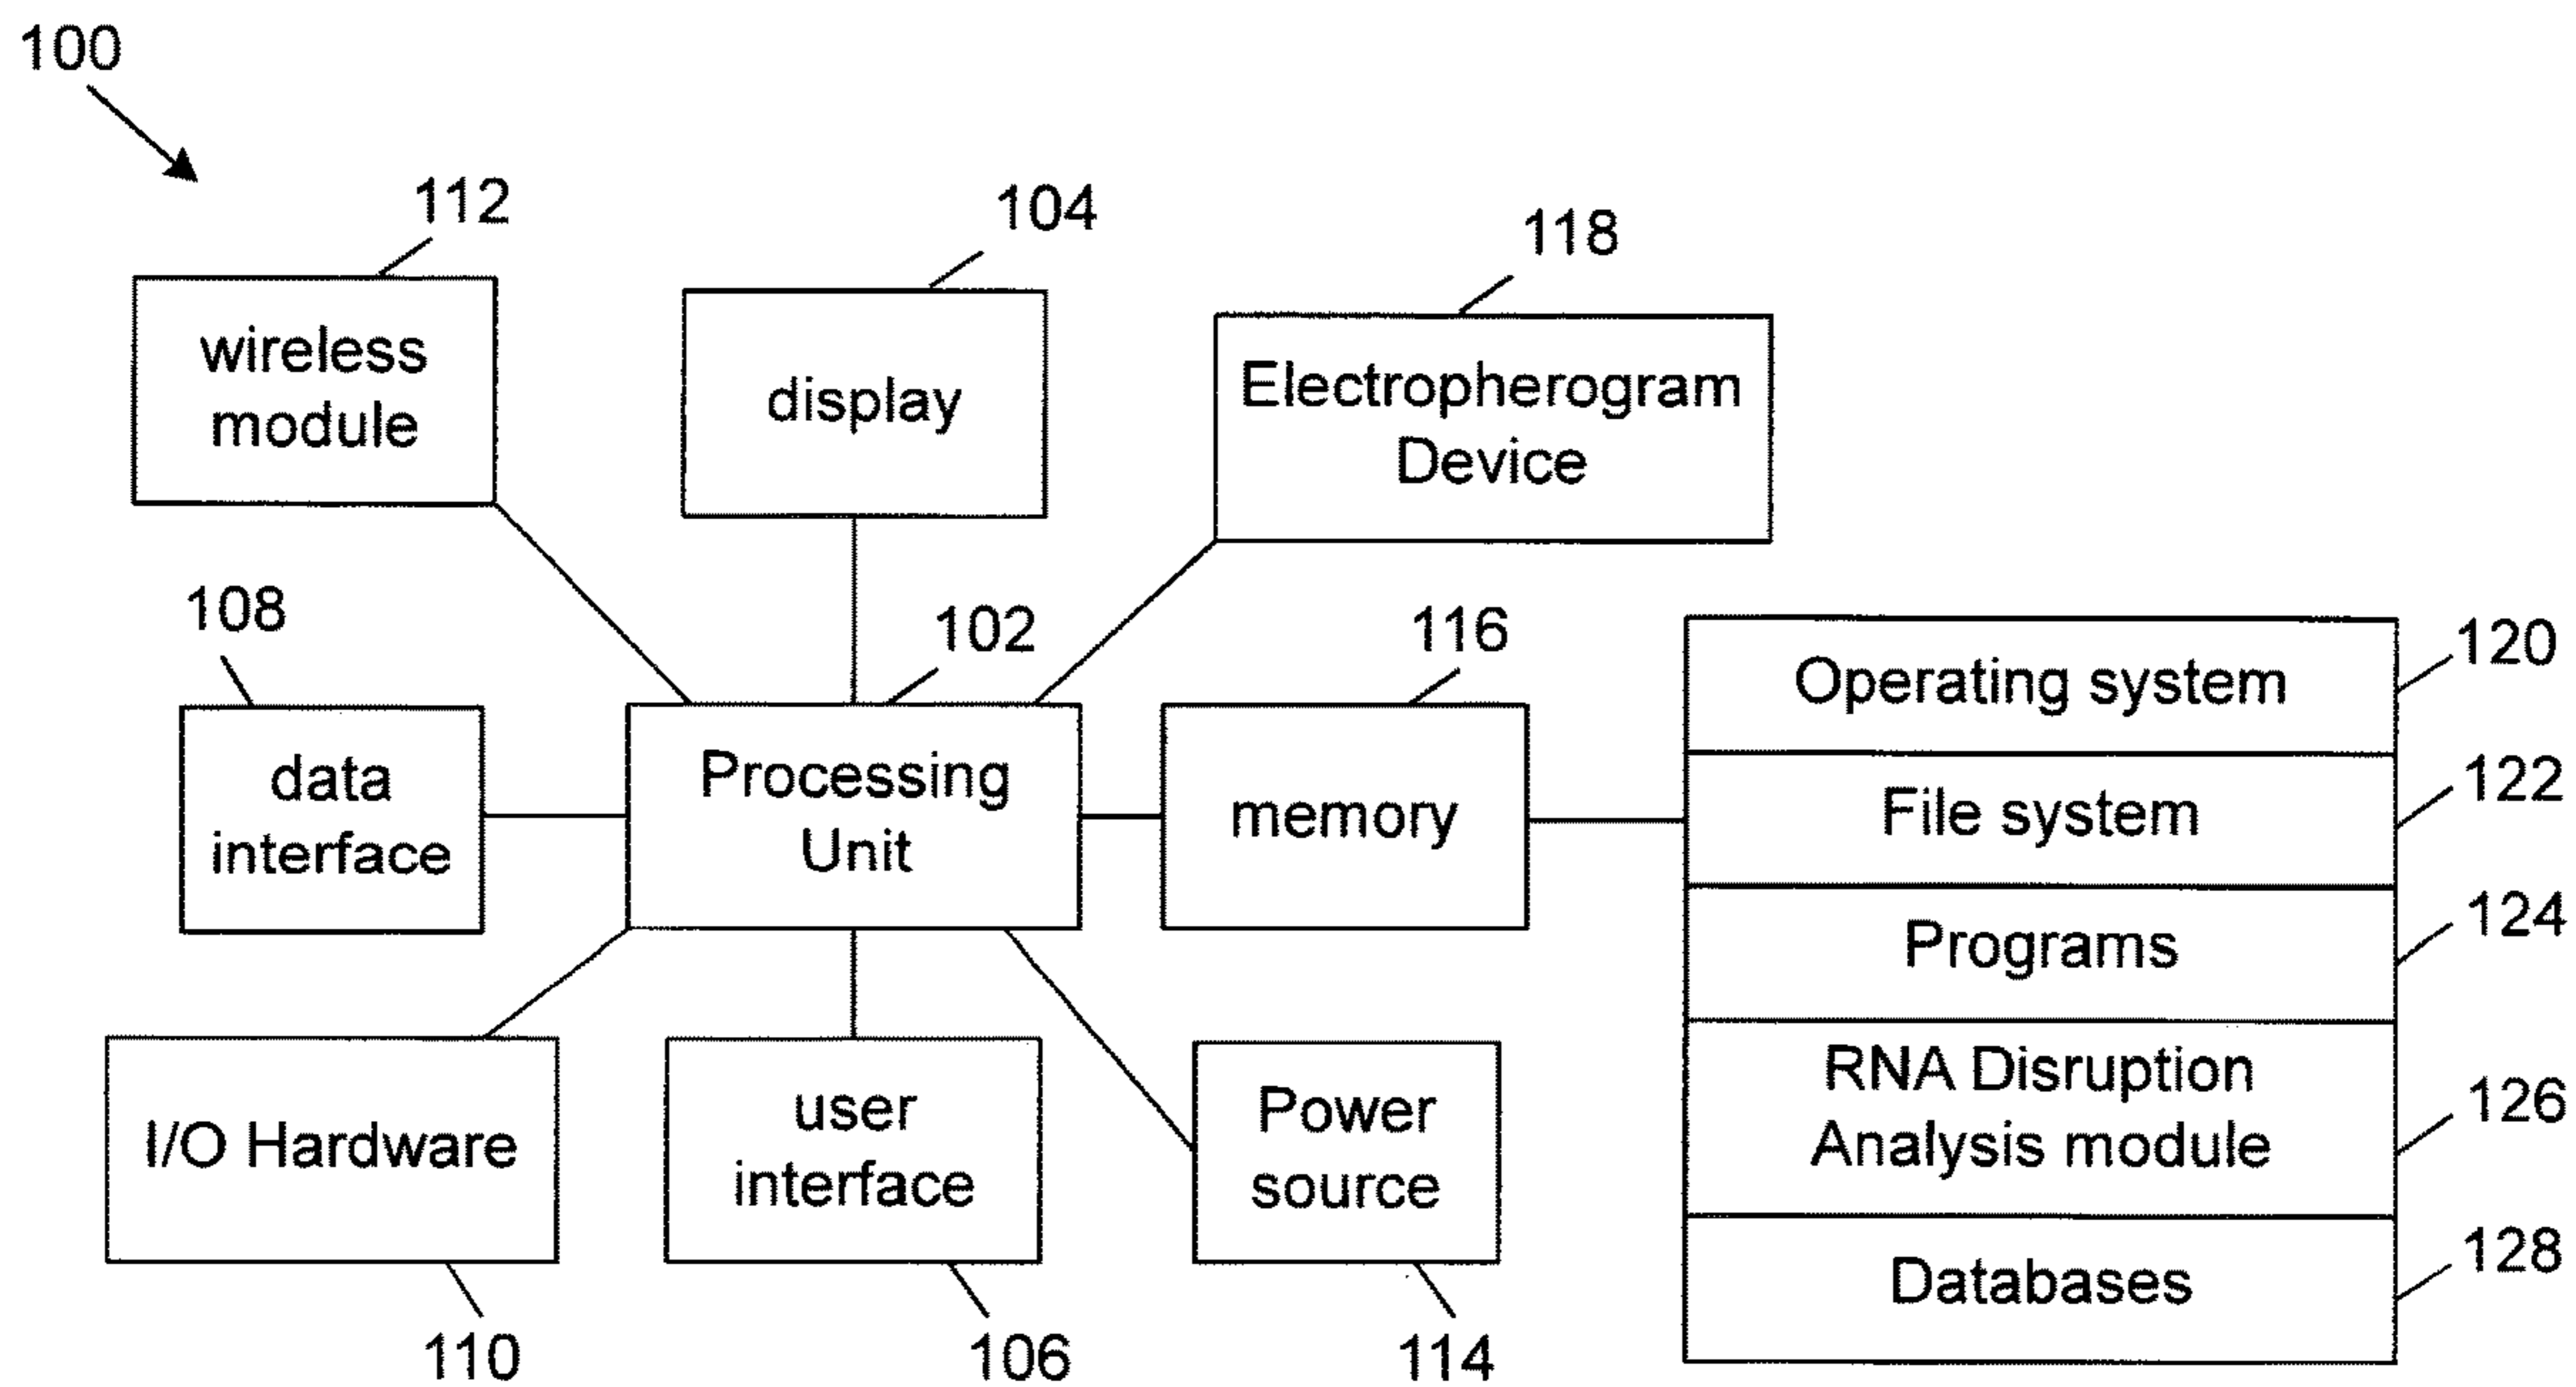 100
112
104
118
wireless
module
display
Electropherogram
Device
108
102
116
data
interface
Processing
Unit
memory
Operating system
120
File system
122
Programs
124
RNA Disruption
Analysis module
126
Databases
128
I/O Hardware
user
interface
Power
source
110
106
114